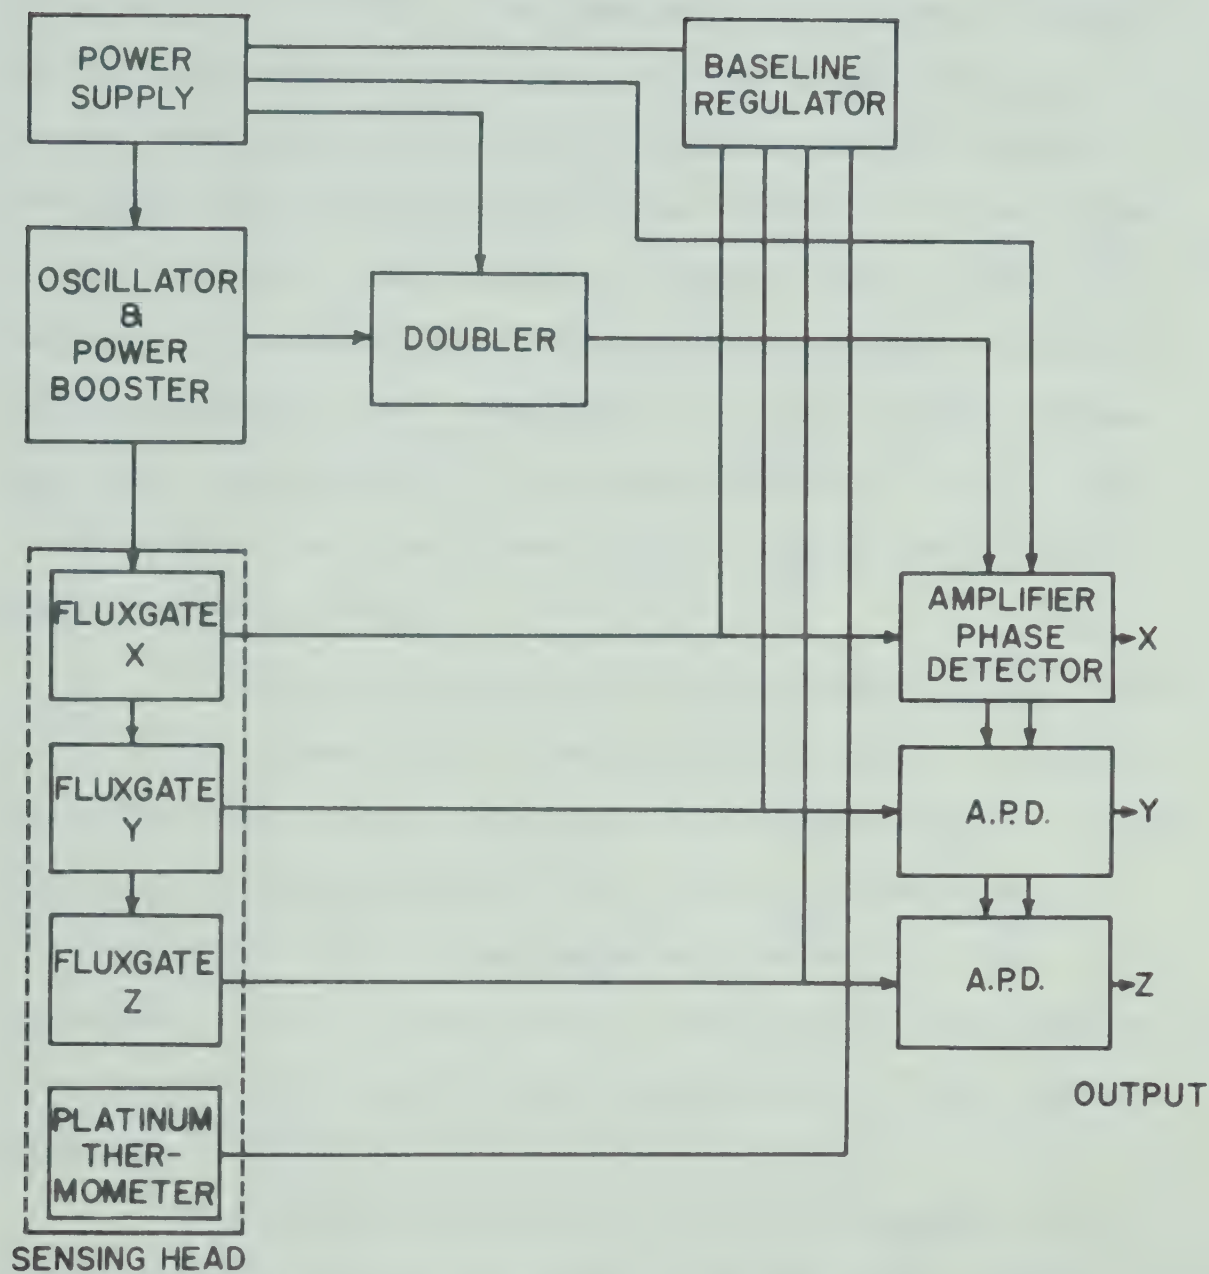 POWER
SUPPLY
BASELINE
REGULATOR
OSCILLATOR
&
POWER
BOOSTER
DOUBLER
FLUXGATE
X
AMPLIFIER
PHASE
DETECTOR
X
FLUXGATE
Y
A.P.D.
Y
FLUXGATE
Z
A.P.D.
Z
OUTPUT
PLATINUM
THER-
MOMETER
SENSING HEAD